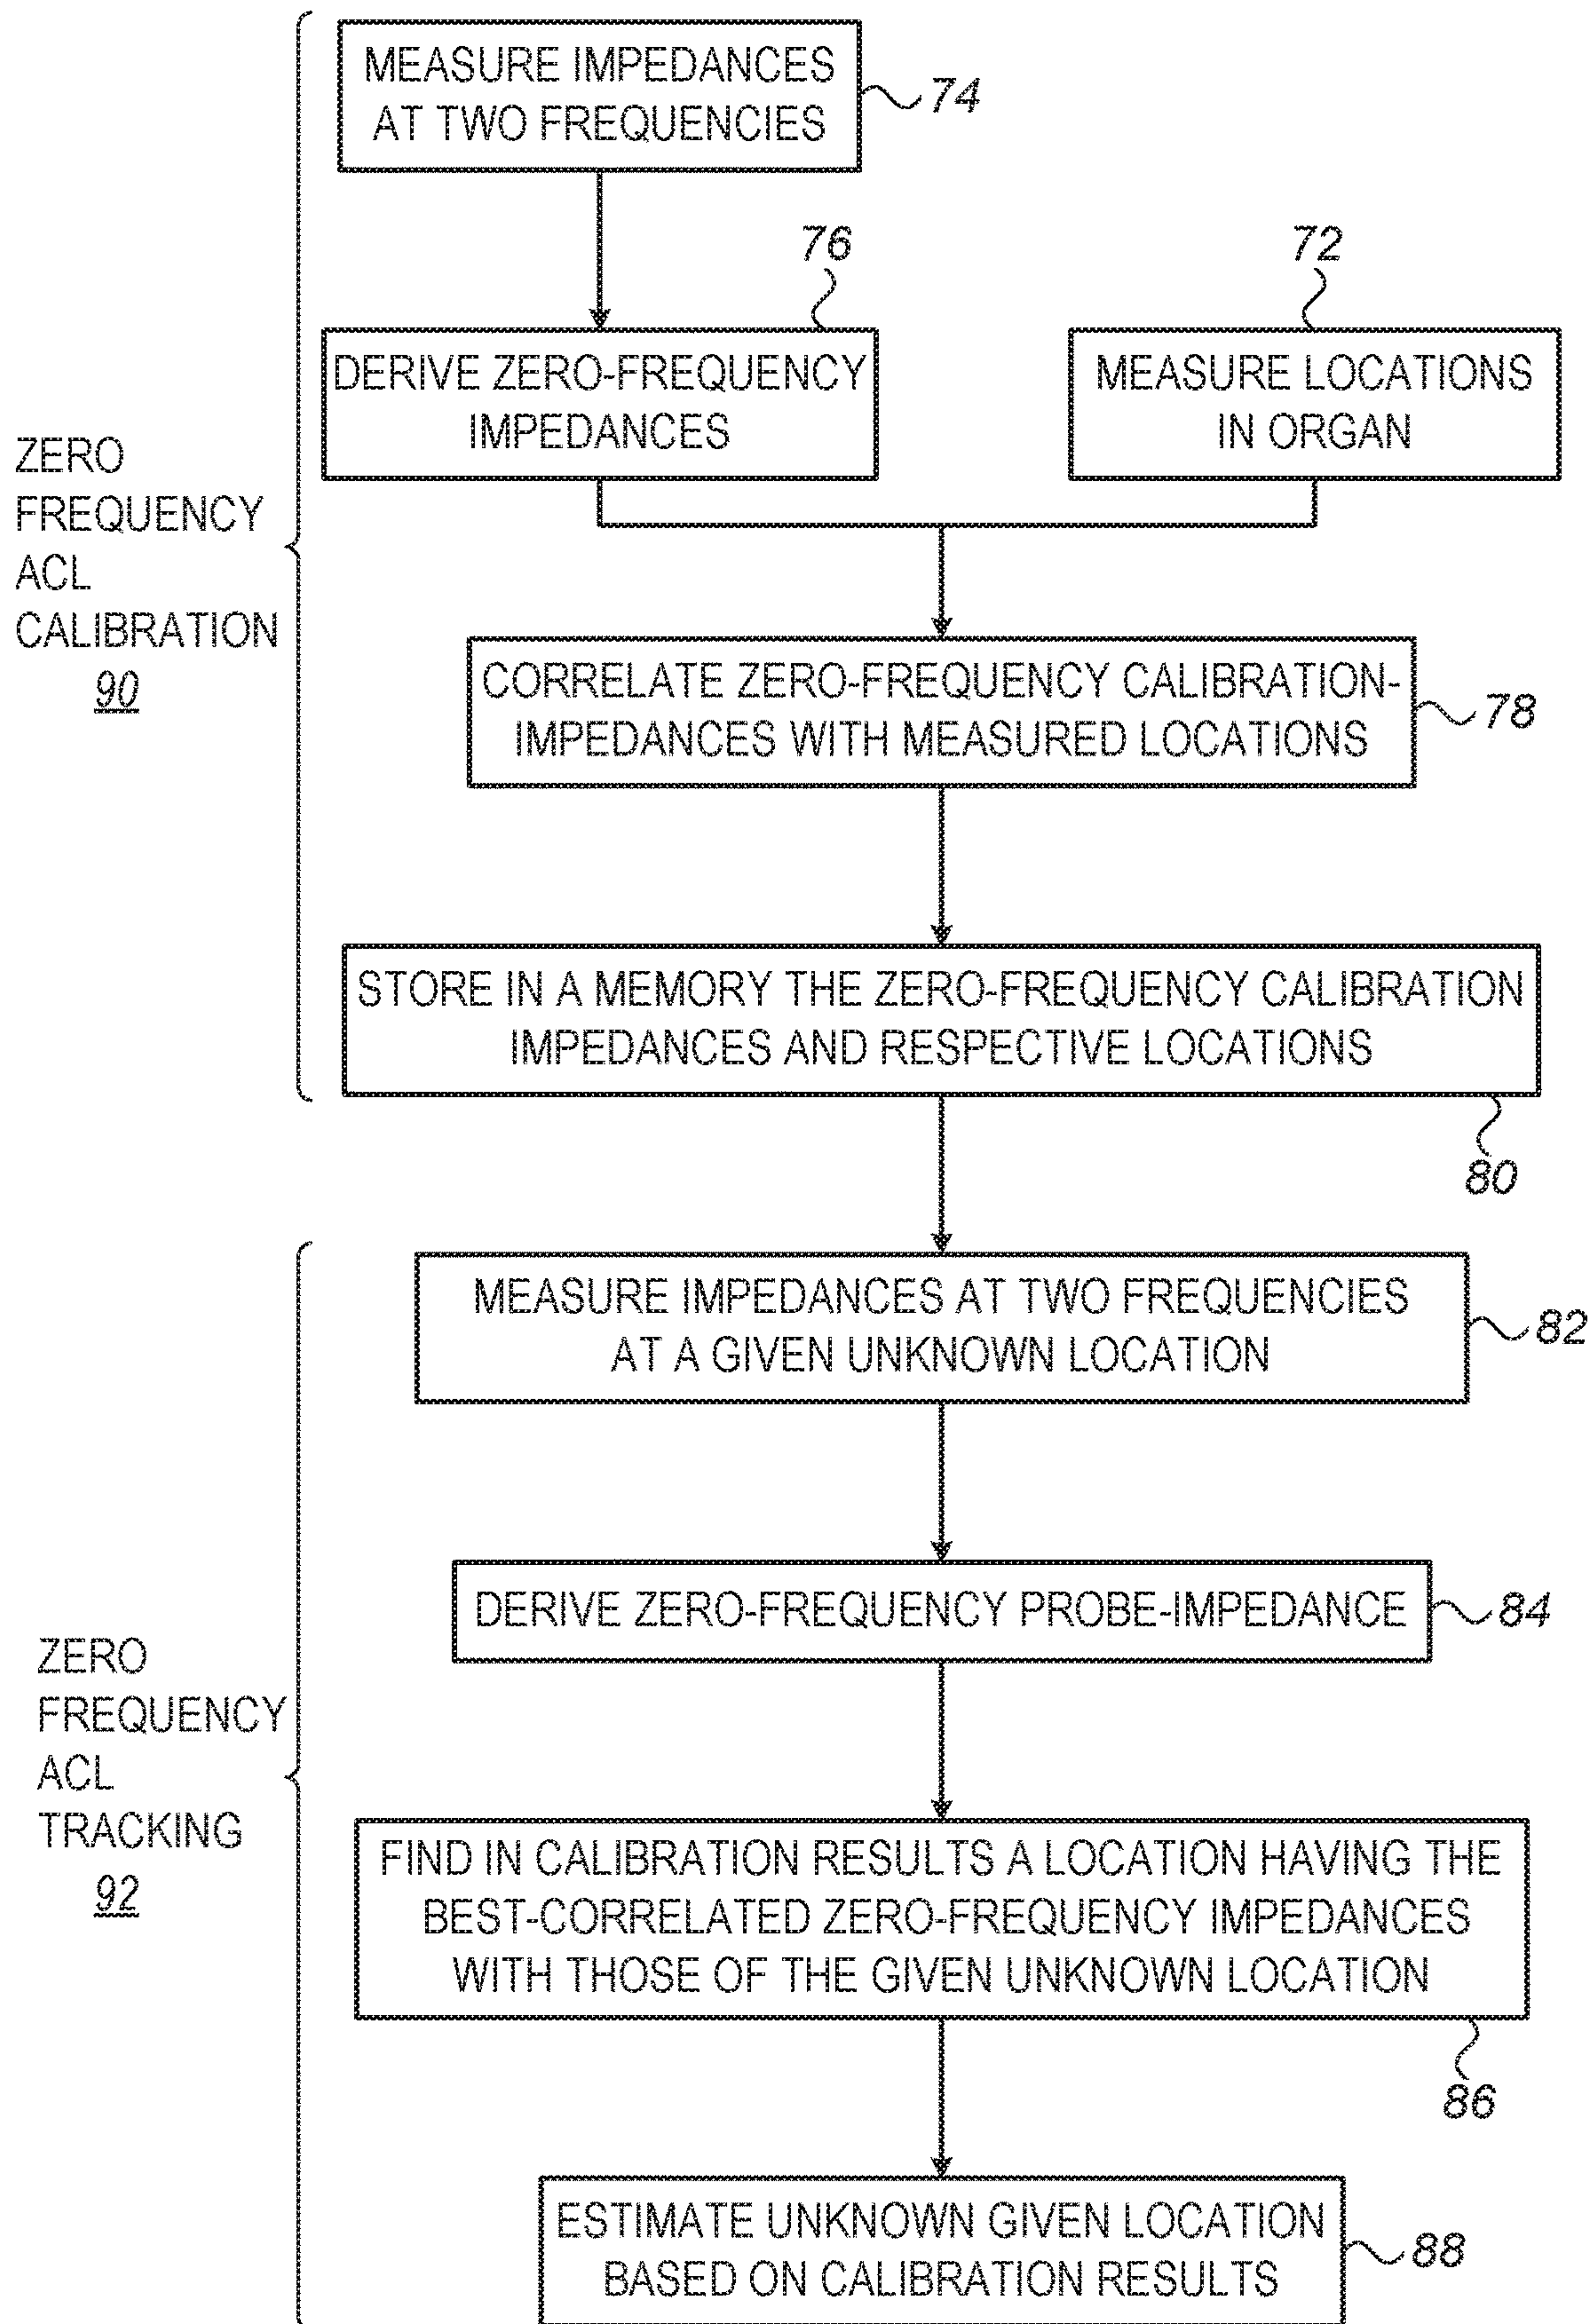 MEASURE IMPEDANCES
AT TWO FREQUENCIES
74
76
72
DERIVE ZERO-FREQUENCY
IMPEDANCES
MEASURE LOCATIONS
IN ORGAN
ZERO
FREQUENCY
ACL
CALIBRATION
90
CORRELATE ZERO-FREQUENCY CALIBRATION-
IMPEDANCES WITH MEASURED LOCATIONS
78
STORE IN A MEMORY THE ZERO-FREQUENCY CALIBRATION
IMPEDANCES AND RESPECTIVE LOCATIONS
80
MEASURE IMPEDANCES AT TWO FREQUENCIES
AT A GIVEN UNKNOWN LOCATION
82
DERIVE ZERO-FREQUENCY PROBE-IMPEDANCE
84
ZERO
FREQUENCY
ACL
TRACKING
92
FIND IN CALIBRATION RESULTS A LOCATION HAVING THE
BEST-CORRELATED ZERO-FREQUENCY IMPEDANCES
WITH THOSE OF THE GIVEN UNKNOWN LOCATION
86
ESTIMATE UNKNOWN GIVEN LOCATION
BASED ON CALIBRATION RESULTS
88